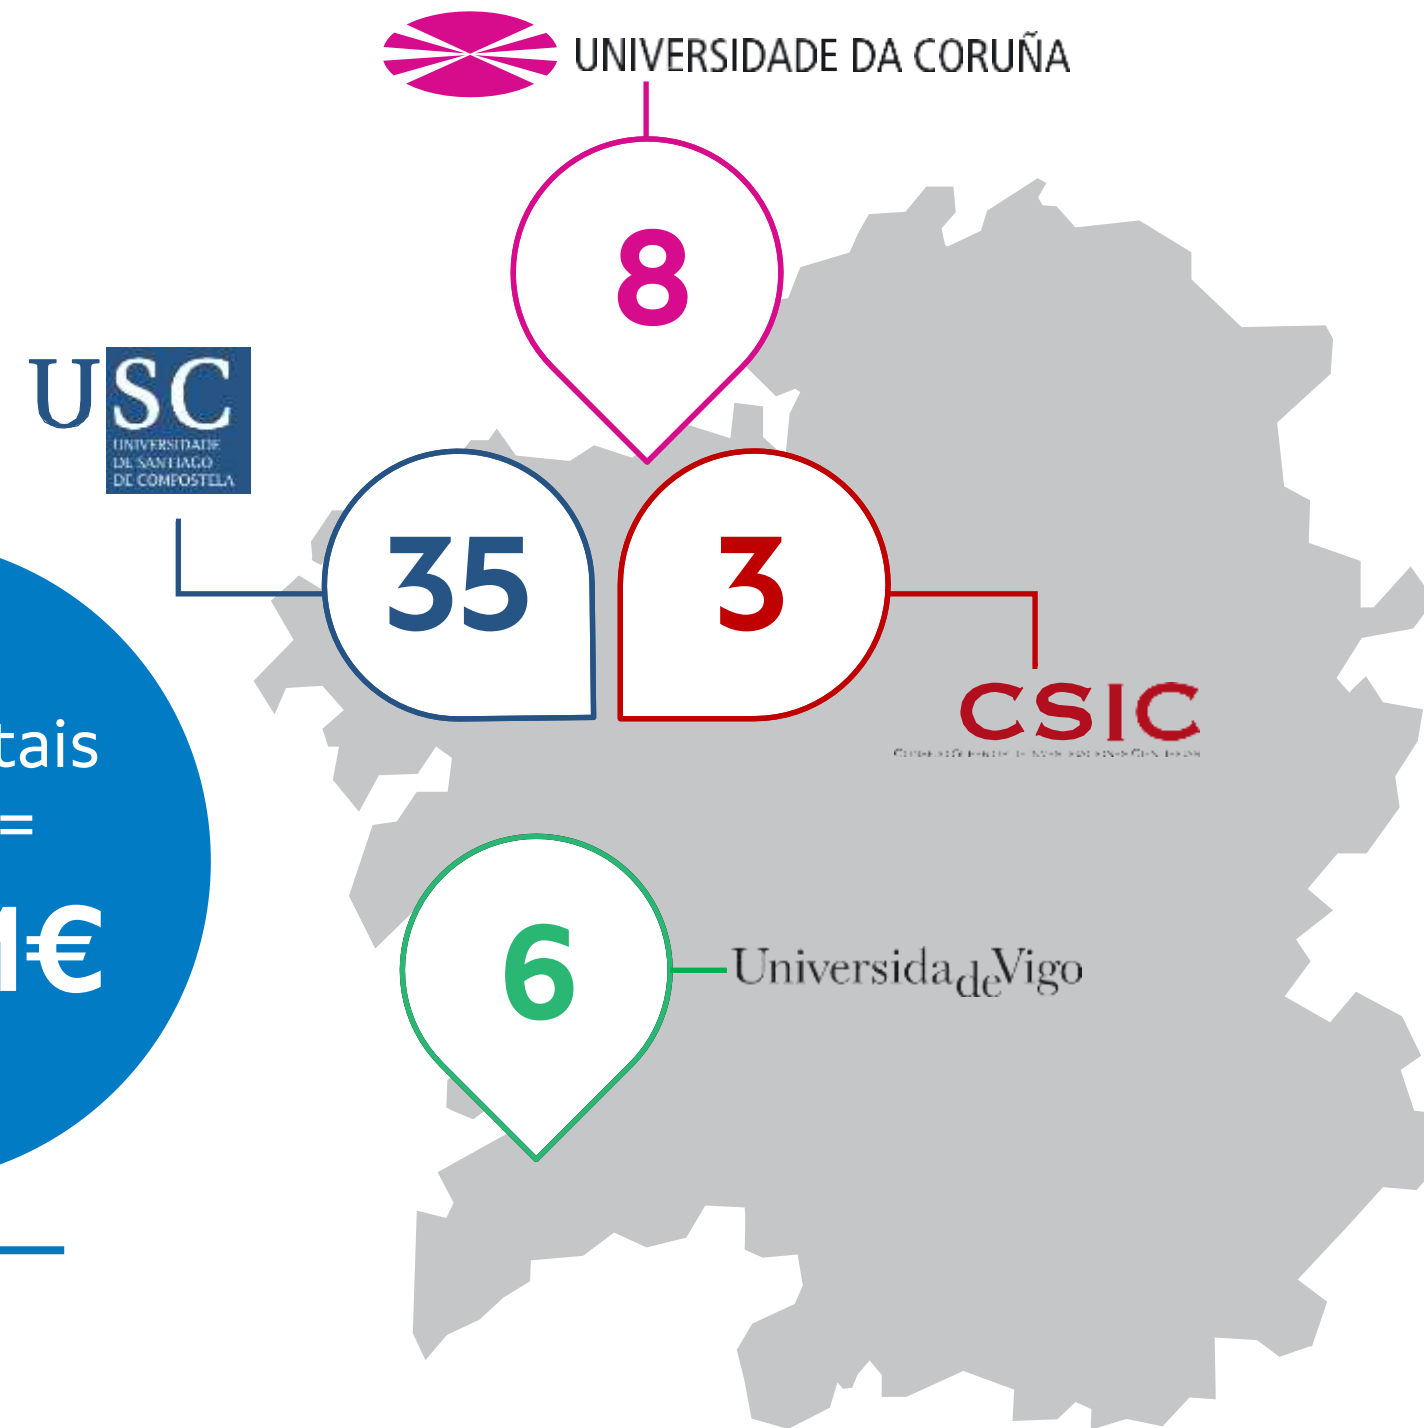 UNIVERSIDADE DA CORUÑA
8
USC
UNIVERSIDADE
DE SANTIAGO
DE COMPOSTELA
35
3
CSIC
tais
=
€
6
UniversidadeVigo